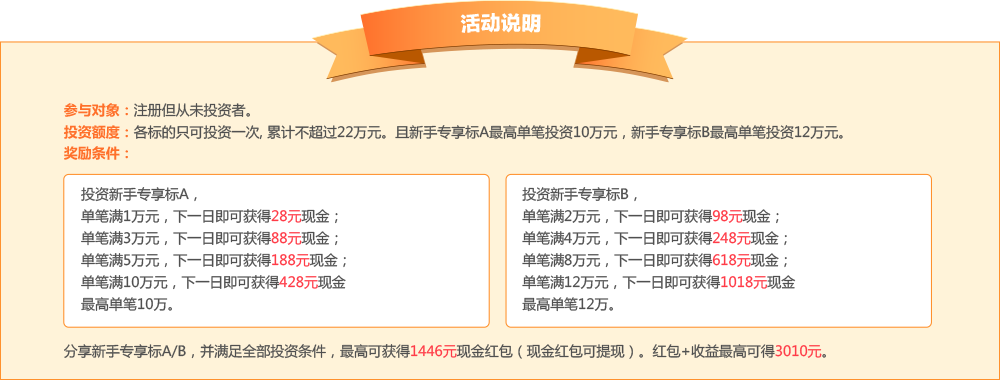 活动说明
参与对象：注册但从未投资者。
投资额度：各标的只可投资一次, 累计不超过22万元。且新手专享标A最高单笔投资10万元，新手专享标B最高单笔投资12万元。
奖励条件：
投资新手专享标A，
单笔满1万元，下一日即可获得28元现金；
单笔满3万元，下一日即可获得88元现金；
单笔满5万元，下一日即可获得188元现金；
单笔满10万元，下一日即可获得428元现金
最高单笔10万。
投资新手专享标B，
单笔满2万元，下一日即可获得98元现金；
单笔满4万元，下一日即可获得248元现金；
单笔满8万元，下一日即可获得618元现金；
单笔满12万元，下一日即可获得1018元现金
最高单笔12万。
分享新手专享标A/B，并满足全部投资条件，最高可获得1446元现金红包（现金红包可提现）。红包+收益最高可得3010元。